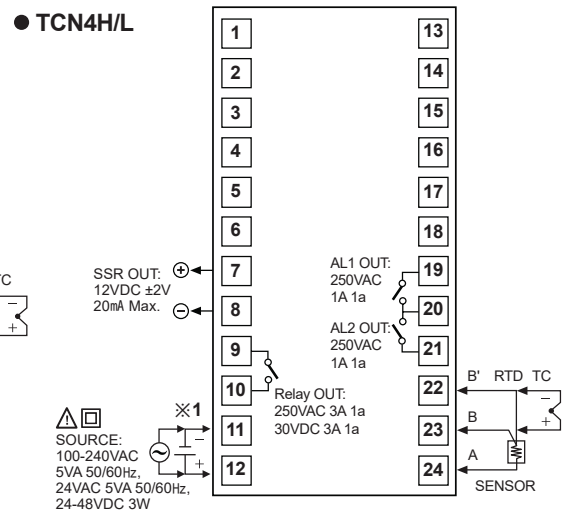 ● TCN4H/L
1
2
3
4
5
6
7
8
9
10
11
12
13
14
15
16
17
18
19
20
21
22
23
24
SSR OUT:
12VDC ±2V
20mA Max.
+
−
Relay OUT:
250VAC 3A 1a
30VDC 3A 1a
※1
−
+
SOURCE:
100-240VAC
5VA 50/60Hz,
24VAC 5VA 50/60Hz,
24-48VDC 3W
AL1 OUT:
250VAC
1A 1a
AL2 OUT:
250VAC
1A 1a
B' RTD TC
B
A
−
+
SENSOR
−
+